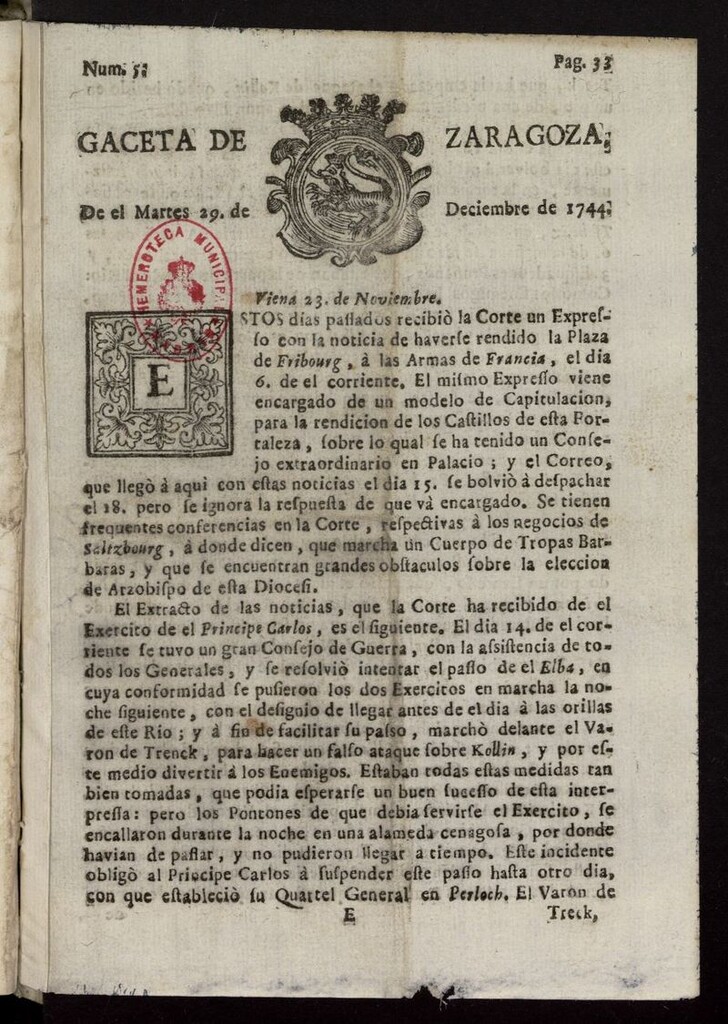 Num. 5:
Pag. 33
GACETA DE ZARAGOZA;
De el Martes 29. de Deciembre de 1744.
HEMEROTECA MUNICIPAL
Viena 23. de Noviembre.
ESTOS dias paſſados recibiò la Corte un Expreſ-
ſo con la noticia de haverſe rendido la Plaza
de Fribourg, à las Armas de Francia, el dia
6. de el corriente. El miſmo Expreſſo viene
encargado de un modelo de Capitulacion,
para la rendicion de los Caſtillos de eſta For-
taleza, ſobre lo qual ſe ha tenido un Conſe-
jo extraordinario en Palacio; y el Correo,
que llegò à aqui con eſtas noticias el dia 15. ſe bolviò à deſpachar
el 18. pero ſe ignora la reſpueſta de que và encargado. Se tienen
frequentes conferencias en la Corte, reſpectivas à los negocios de
Saltzbourg, à donde dicen, que marcha un Cuerpo de Tropas Bar-
baras, y que ſe encuentran grandes obſtaculos ſobre la eleccion
de Arzobiſpo de eſta Dioceſi.
El Extracto de las noticias, que la Corte ha recibido de el
Exercito de el Principe Carlos, es el ſiguiente. El dia 14. de el cor-
riente ſe tuvo un gran Conſejo de Guerra, con la aſsiſtencia de to-
dos los Generales, y ſe reſolviò intentar el paſſo de el Elba, en
cuya conformidad ſe puſieron los dos Exercitos en marcha la no-
che ſiguiente, con el deſignio de llegar antes de el dia à las orillas
de eſte Rio; y à fin de facilitar ſu paſso, marchò delante el Va-
ron de Trenck, para hacer un falſo ataque ſobre Kollin, y por eſ-
te medio divertir á los Enemigos. Eſtaban todas eſtas medidas tan
bien tomadas, que podia eſperarſe un buen ſuceſſo de eſta inter-
preſſa: pero los Pontones de que debia ſervirſe el Exercito, ſe
encallaron durante la noche en una alameda cenagoſa, por donde
havian de paſſar, y no pudieron llegar a tiempo. Eſte incidente
obligò al Principe Carlos à ſuſpender eſte paſſo haſta otro dia,
con que eſtableciò ſu Quartel General en Perloch. El Varon de
E
Treck,